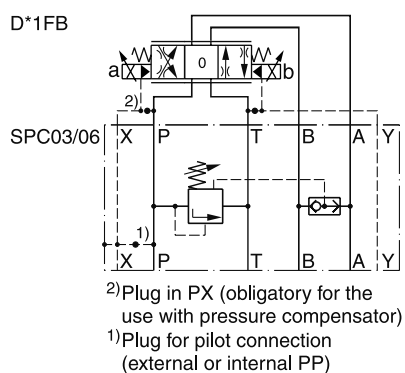 D*1FB
a 0 b
2)
SPC03/06 X P T B A Y
1)
X P T B A Y
2)Plug in PX (obligatory for the
use with pressure compensator)
1)Plug for pilot connection
(external or internal PP)